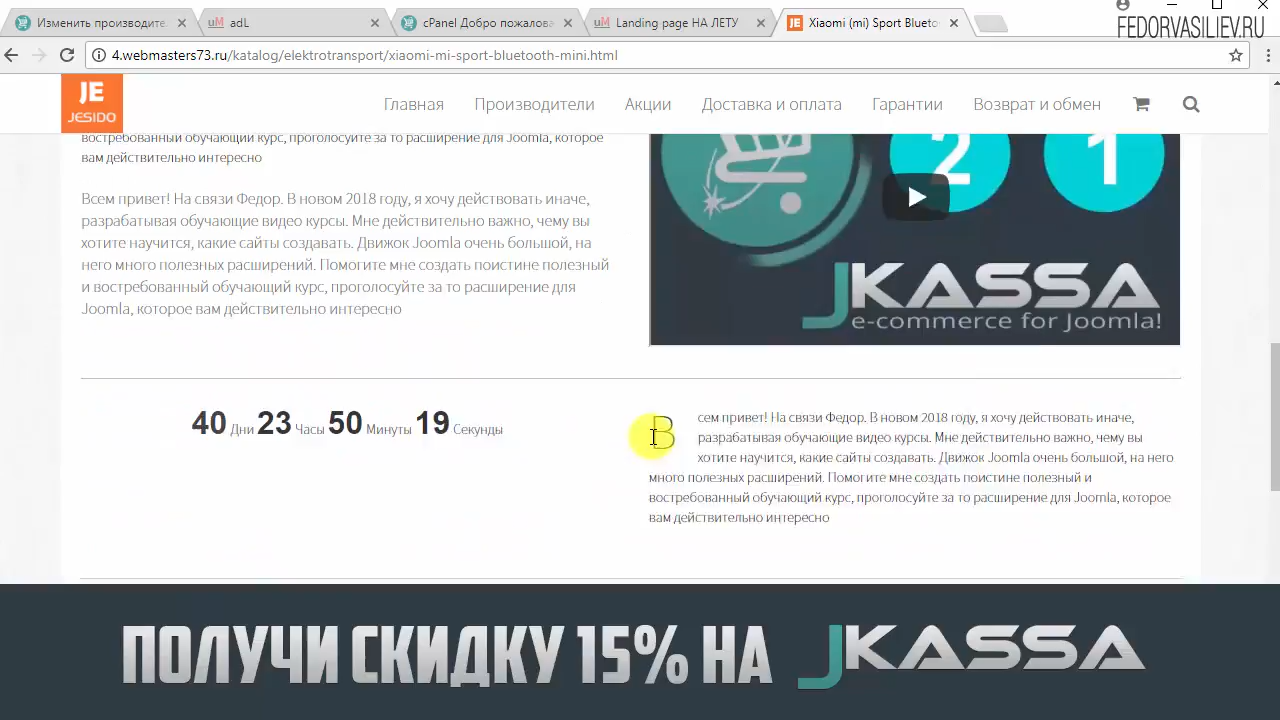 Изменить производите
adL
cPanel Добро пожалова
Landing page НА ЛЕТУ
Xiaomi (mi) Sport Blueto
FEDORVASILIEV.RU
4.webmasters73.ru/katalog/elektrotransport/xiaomi-mi-sport-bluetooth-mini.html
JE
JESIDO
Главная
Производители
Акции
Доставка и оплата
Гарантии
Возврат и обмен
востребованный обучающий курс, проголосуйте за то расширение для Joomla, которое
вам действительно интересно
Всем привет! На связи Федор. В новом 2018 году, я хочу действовать иначе,
разрабатывая обучающие видео курсы. Мне действительно важно, чему вы
хотите научится, какие сайты создавать. Движок Joomla очень большой, на
него много полезных расширений. Помогите мне создать поистине полезный
и востребованный обучающий курс, проголосуйте за то расширение для
Joomla, которое вам действительно интересно
2 1
JKASSA
e-commerce for Joomla!
40 Дни 23 Часы 50 Минуты 19 Секунды
Всем привет! На связи Федор. В новом 2018 году, я хочу действовать иначе,
разрабатывая обучающие видео курсы. Мне действительно важно, чему вы
хотите научится, какие сайты создавать. Движок Joomla очень большой, на него
много полезных расширений. Помогите мне создать поистине полезный и
востребованный обучающий курс, проголосуйте за то расширение для Joomla, которое
вам действительно интересно
ПОЛУЧИ СКИДКУ 15% НА JKASSA